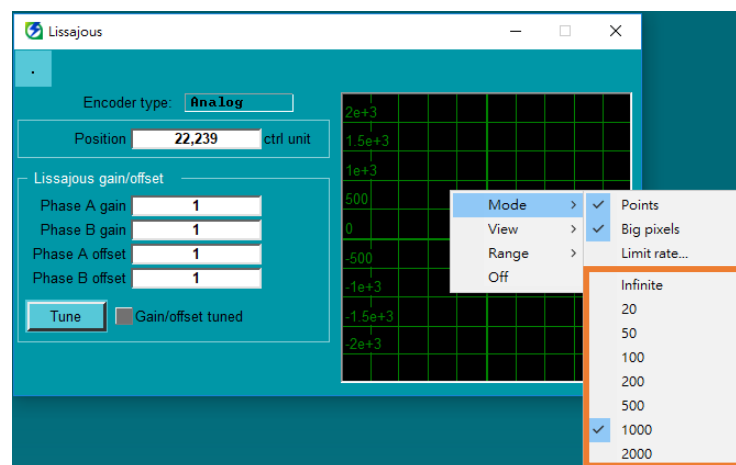 Lissajous
.
Encoder type: Analog
Position 22,239 ctrl unit
Lissajous gain/offset
Phase A gain 1
Phase B gain 1
Phase A offset 1
Phase B offset 1
Tune Gain/offset tuned
2e+3
1.5e+3
1e+3
500
0
-500
-1e+3
-1.5e+3
-2e+3
Mode
View
Range
Off
Points
Big pixels
Limit rate...
Infinite
20
50
100
200
500
1000
2000